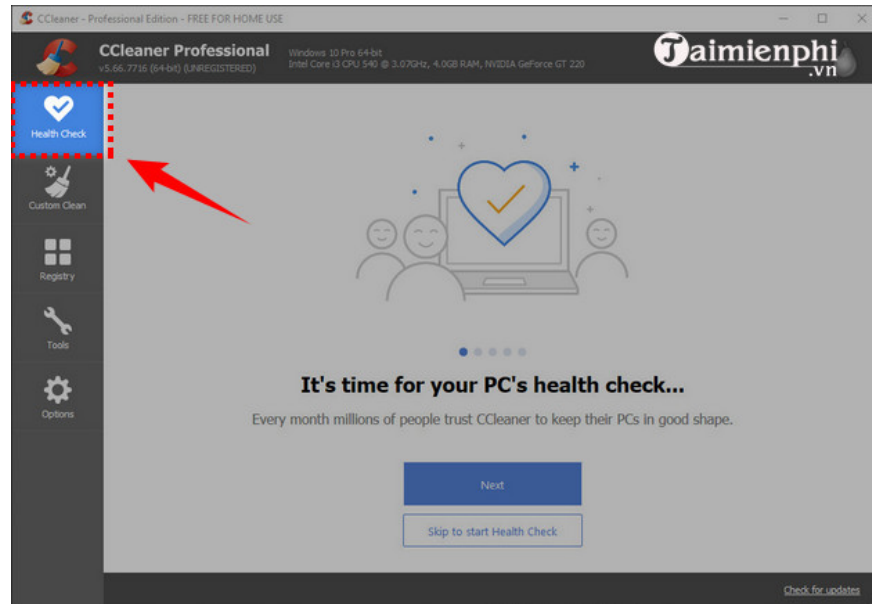 CCleaner - Professional Edition - FREE FOR HOME USE
CCleaner Professional
v5.66.7716 (64-bit) (UNREGISTERED)
Windows 10 Pro 64-bit
Intel Core i3 CPU 540 @ 3.07GHz, 4.0GB RAM, NVIDIA GeForce GT 220
Taimienphi
.vn
Health Check
Custom Clean
Registry
Tools
Options
It's time for your PC's health check...
Every month millions of people trust CCleaner to keep their PCs in good shape.
Next
Skip to start Health Check
Check for updates